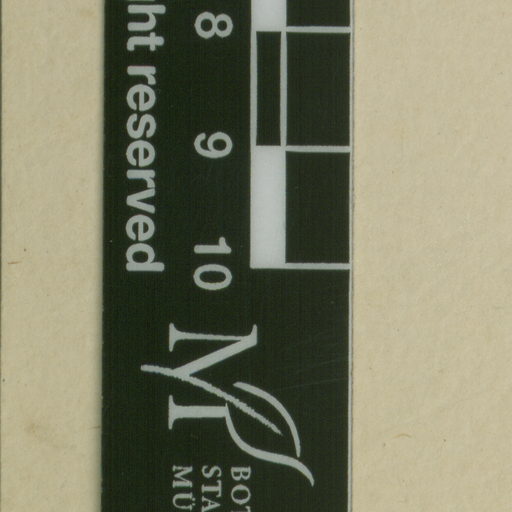 ht reserved
8 9 10
M
BOT
STA
MÜ